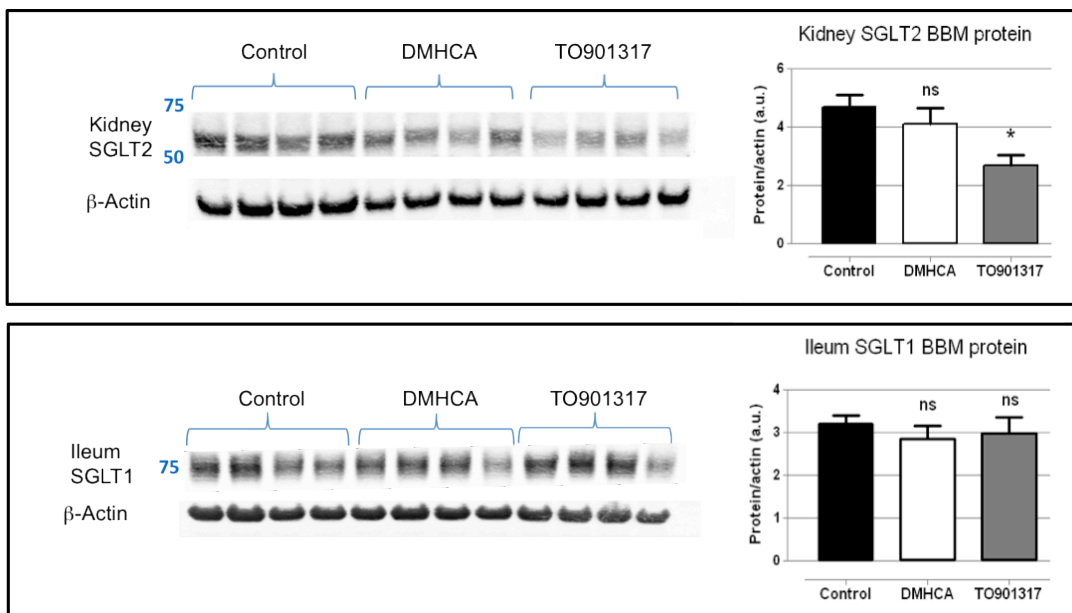 Control DMHCA TO901317
75
Kidney
SGLT2
50
β-Actin
Kidney SGLT2 BBM protein
Protein/actin (a.u.)
6
4
2
0
ns
*
Control DMHCA TO901317
Control DMHCA TO901317
Ileum
SGLT1
75
β-Actin
Ileum SGLT1 BBM protein
Protein/actin (a.u.)
4
3
2
1
0
ns ns
Control DMHCA TO901317